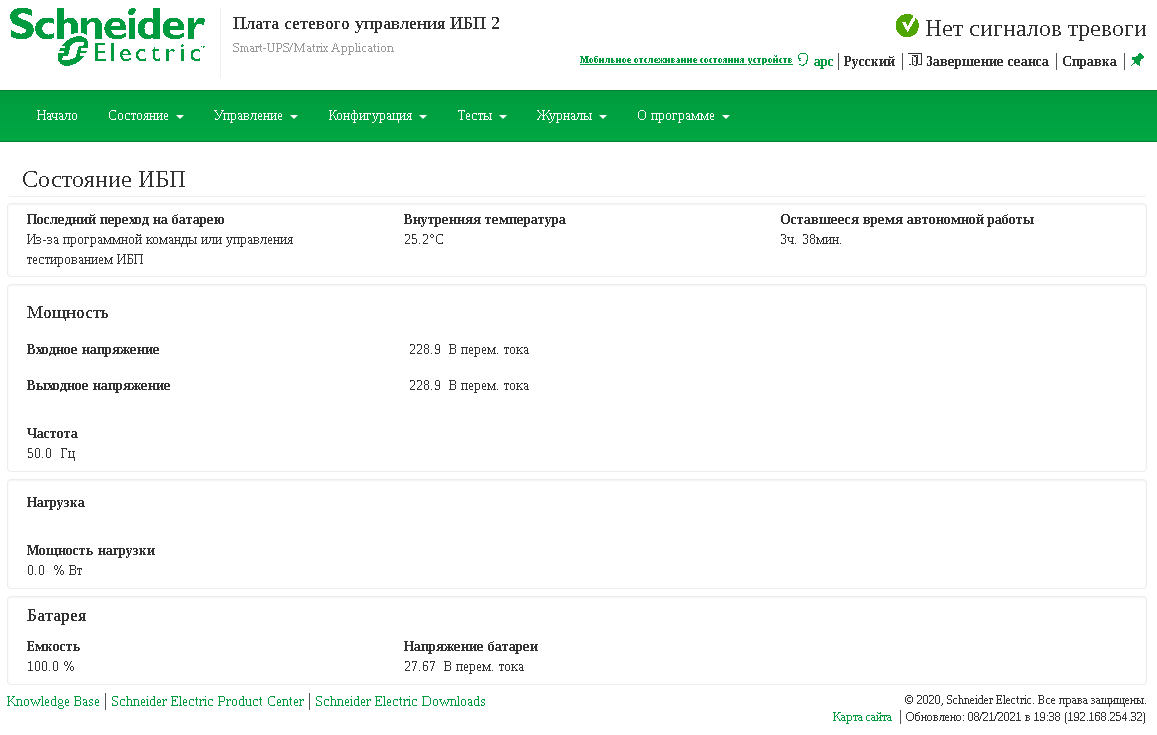 Schneider
Electric
Плата сетевого управления ИБП 2
Smart-UPS/Matrix Application
Нет сигналов тревоги
Мобильное отслеживание состояния устройств apc | Русский | Завершение сеанса | Справка |
Начало Состояние Управление Конфигурация Тесты Журналы О программе
Состояние ИБП
Последний переход на батарею Внутренняя температура Оставшееся время автономной работы
Из-за программной команды или управления 25.2°C 3ч. 38мин.
тестированием ИБП
Мощность
Входное напряжение 228.9 В перем. тока
Выходное напряжение 228.9 В перем. тока
Частота
50.0 Гц
Нагрузка
Мощность нагрузки
0.0 % Вт
Батарея
Емкость Напряжение батареи
100.0 % 27.67 В перем. тока
Knowledge Base | Schneider Electric Product Center | Schneider Electric Downloads
© 2020, Schneider Electric. Все права защищены.
Карта сайта | Обновлено: 08/21/2021 в 19:38 (192.168.254.32)